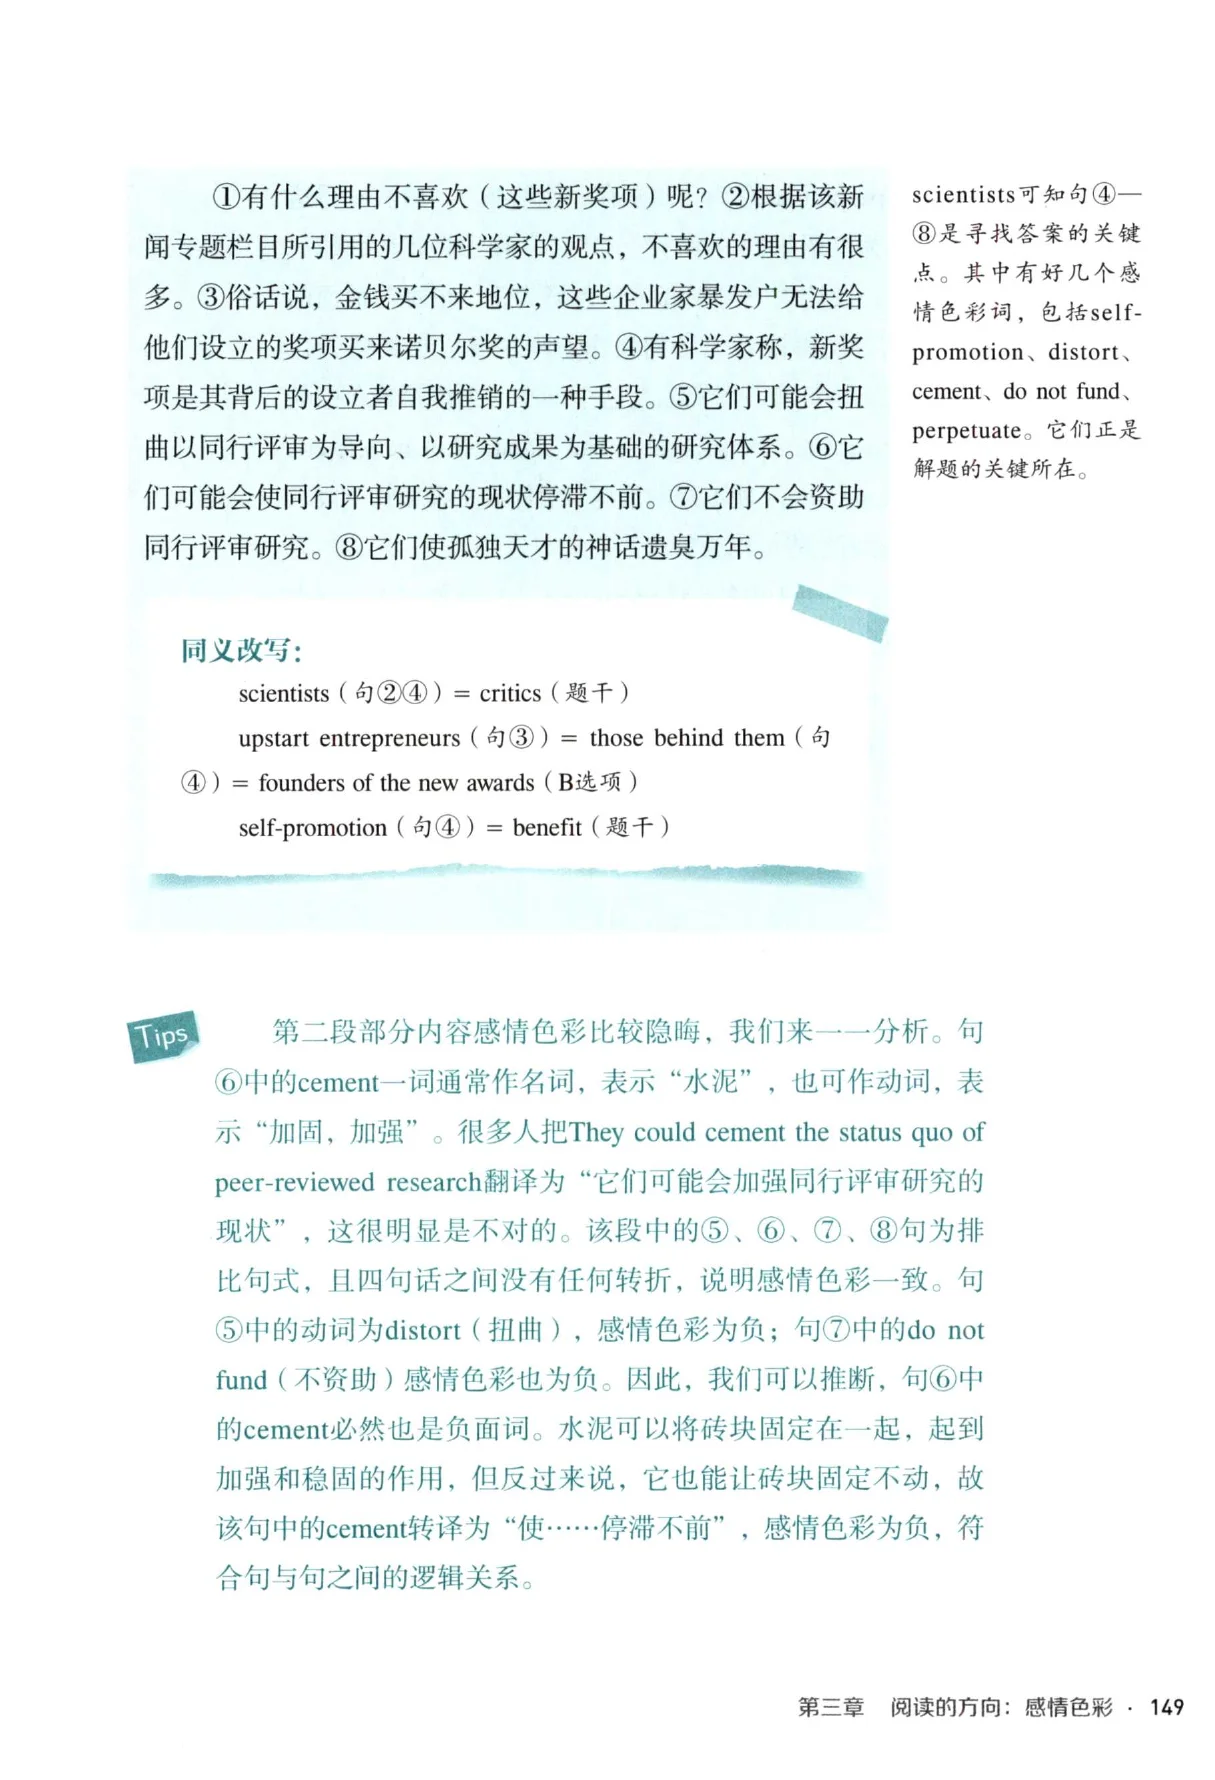 ①有什么理由不喜欢（这些新奖项）呢？②根据该新
闻专题栏目所引用的几位科学家的观点，不喜欢的理由有很
多。③俗话说，金钱买不来地位，这些企业家暴发户无法给
他们设立的奖项买来诺贝尔奖的声望。④有科学家称，新奖
项是其背后的设立者自我推销的一种手段。⑤它们可能会扭
曲以同行评审为导向、以研究成果为基础的研究体系。⑥它
们可能会使同行评审研究的现状停滞不前。⑦它们不会资助
同行评审研究。⑧它们使孤独天才的神话遗臭万年。
scientists可知句④—
⑧是寻找答案的关键
点。其中有好几个感
情色彩词，包括self-
promotion、distort、
cement、do not fund、
perpetuate。它们正是
解题的关键所在。
同义改写：
scientists（句②④）= critics（题干）
upstart entrepreneurs（句③）= those behind them（句
④）= founders of the new awards（B选项）
self-promotion（句④）= benefit（题干）
Tips
第二段部分内容感情色彩比较隐晦，我们来一一分析。句
⑥中的cement一词通常作名词，表示“水泥”，也可作动词，表
示“加固，加强”。很多人把They could cement the status quo of
peer-reviewed research翻译为“它们可能会加强同行评审研究的
现状”，这很明显是不对的。该段中的⑤、⑥、⑦、⑧句为排
比句式，且四句话之间没有任何转折，说明感情色彩一致。句
⑤中的动词为distort（扭曲），感情色彩为负；句⑦中的do not
fund（不资助）感情色彩也为负。因此，我们可以推断，句⑥中
的cement必然也是负面词。水泥可以将砖块固定在一起，起到
加强和稳固的作用，但反过来说，它也能让砖块固定不动，故
该句中的cement转译为“使……停滞不前”，感情色彩为负，符
合句与句之间的逻辑关系。
第三章 阅读的方向：感情色彩 · 149